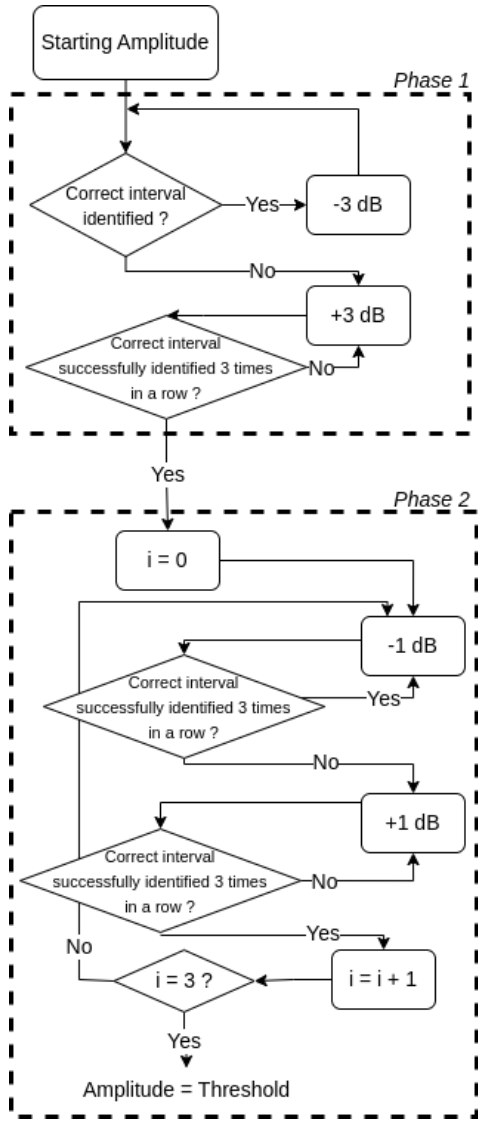 Starting Amplitude
Phase 1
Correct interval
identified ?
Yes
-3 dB
No
+3 dB
Correct interval
successfully identified 3 times
in a row ?
No
Yes
Phase 2
i = 0
-1 dB
Correct interval
successfully identified 3 times
in a row ?
Yes
No
+1 dB
Correct interval
successfully identified 3 times
in a row ?
No
Yes
No
i = 3 ?
i = i + 1
Yes
Amplitude = Threshold